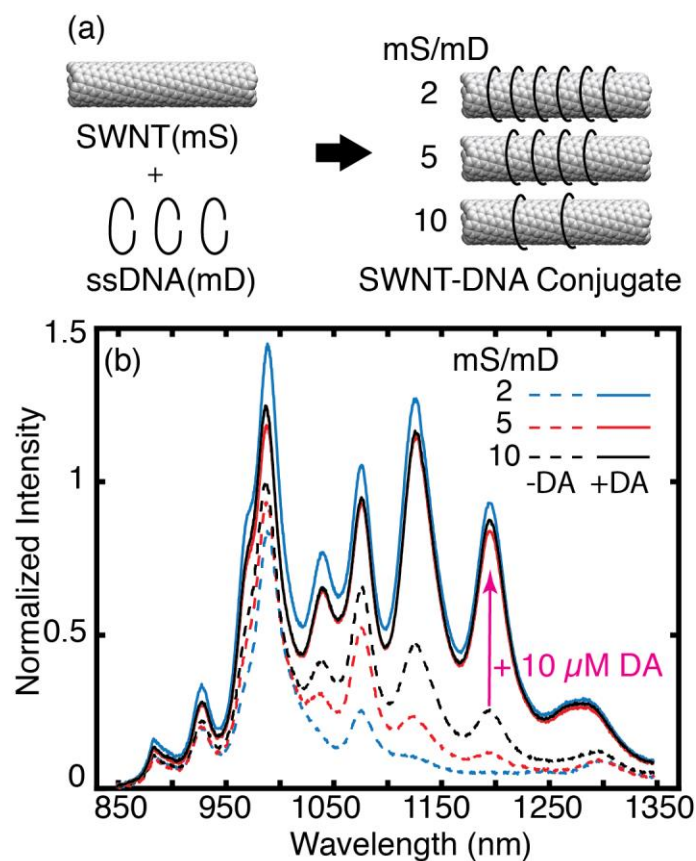 (a)
mS/mD
2
SWNT(mS)
+
5
10
ssDNA(mD)
SWNT-DNA Conjugate
(b)
mS/mD
2
5
10
-DA +DA
+ 10 μM DA
Normalized Intensity
1.5
1
0.5
0
850 950 1050 1150 1250 1350
Wavelength (nm)